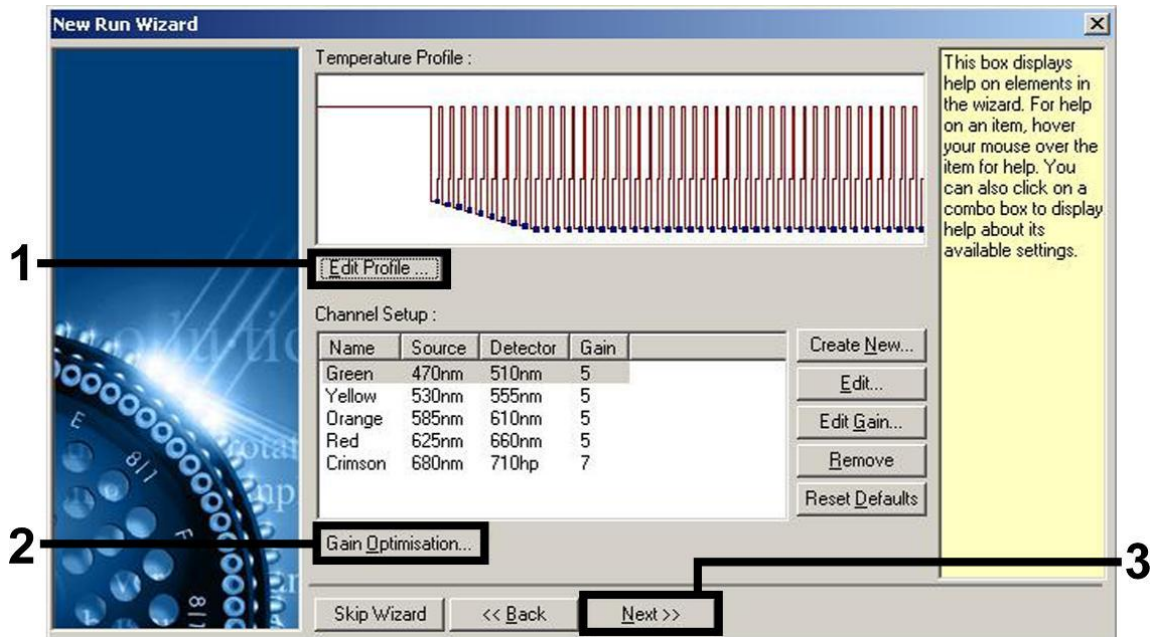 New Run Wizard
Temperature Profile :
This box displays
help on elements in
the wizard. For help
on an item, hover
your mouse over the
item for help. You
can also click on a
combo box to display
help about its
available settings.
1
Edit Profile ...
Channel Setup :
Name Source Detector Gain
Green 470nm 510nm 5
Yellow 530nm 555nm 5
Orange 585nm 610nm 5
Red 625nm 660nm 5
Crimson 680nm 710hp 7
Create New...
Edit...
Edit Gain...
Remove
Reset Defaults
2
Gain Optimisation...
3
Skip Wizard
<< Back
Next >>
E
8|1
F
8|1